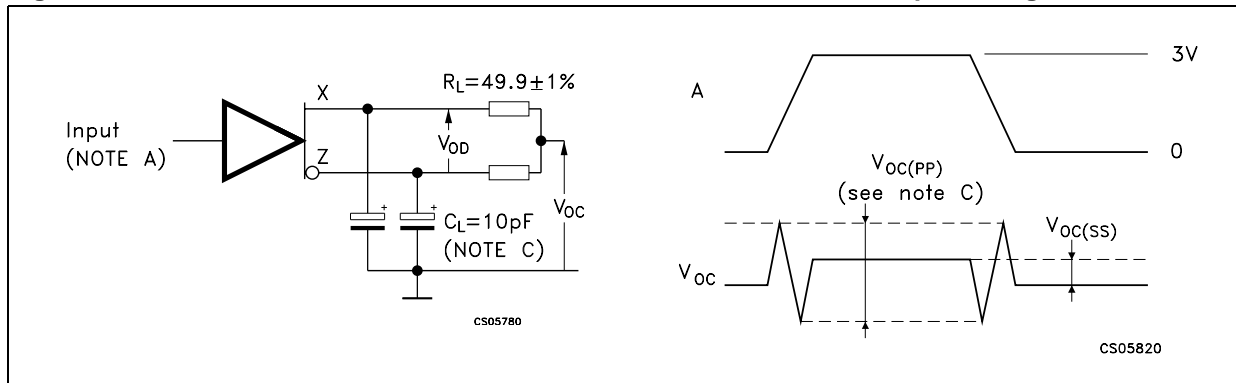 X
R_L=49.9±1%
Input
(NOTE A)
V_OD
Z
V_OC
+
+
C_L=10pF
(NOTE C)
CS05780
A
3V
0
V_OC(PP)
(see note C)
V_OC(SS)
V_OC
CS05820